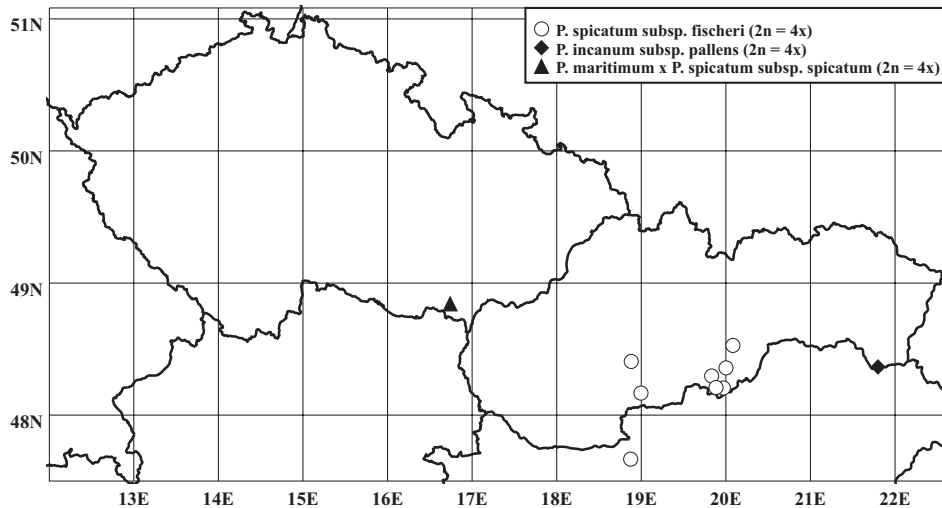 51N
P. spicatum subsp. fischeri (2n = 4x)
P. incanum subsp. pallens (2n = 4x)
P. maritimum x P. spicatum subsp. spicatum (2n = 4x)
50N
49N
48N
13E 14E 15E 16E 17E 18E 19E 20E 21E 22E